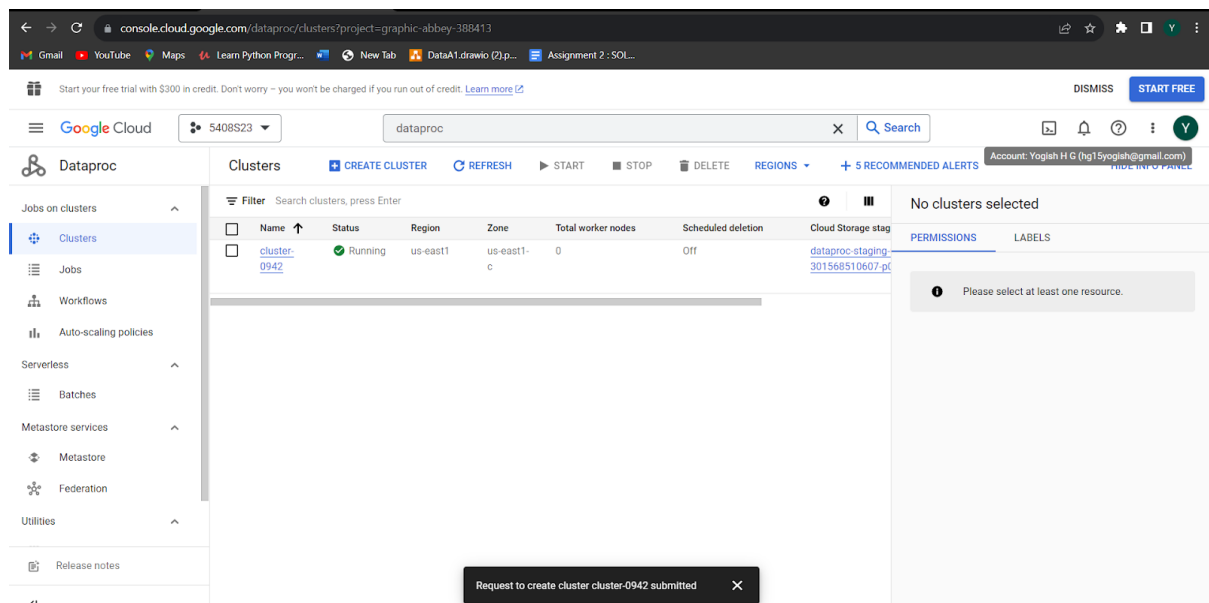 console.cloud.google.com/dataproc/clusters?project=graphic-abbey-388413
Gmail YouTube Maps Learn Python Progr... New Tab DataA1.drawio (2).p... Assignment 2 : SOL...
Start your free trial with $300 in credit. Don't worry – you won't be charged if you run out of credit. Learn more DISMISS START FREE
Google Cloud 5408S23 dataproc Search Y
Account: Yogish H G (hg15yogish@gmail.com)
Dataproc
Clusters CREATE CLUSTER REFRESH START STOP DELETE REGIONS 5 RECOMMENDED ALERTS HIDE INFO PANEL
Jobs on clusters
Clusters
Jobs
Workflows
Auto-scaling policies
Serverless
Batches
Metastore services
Metastore
Federation
Utilities
Release notes
Filter Search clusters, press Enter
Name Status Region Zone Total worker nodes Scheduled deletion Cloud Storage stag
cluster- Running us-east1 us-east1- 0 Off dataproc-staging-
0942 c 301568510607-p0
No clusters selected
PERMISSIONS LABELS
Please select at least one resource.
Request to create cluster cluster-0942 submitted